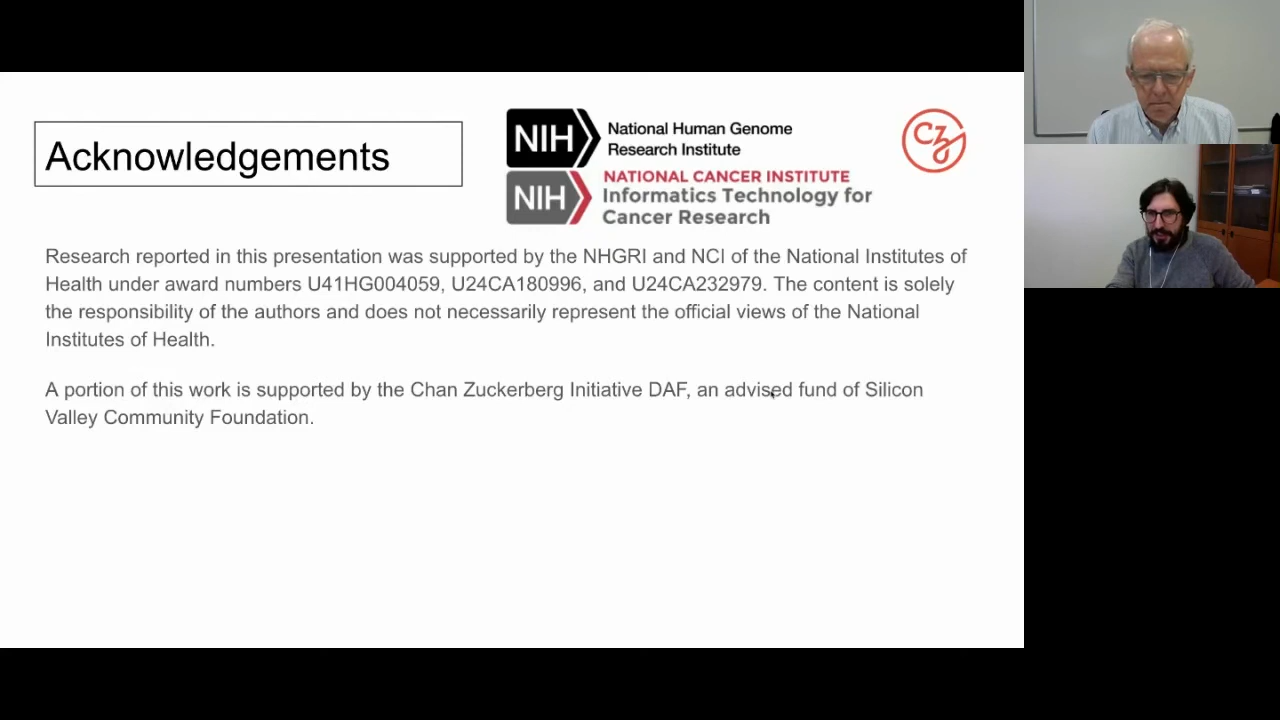 Acknowledgements
NIH
National Human Genome
Research Institute
NIH
NATIONAL CANCER INSTITUTE
Informatics Technology for
Cancer Research
CZ
Research reported in this presentation was supported by the NHGRI and NCI of the National Institutes of
Health under award numbers U41HG004059, U24CA180996, and U24CA232979. The content is solely
the responsibility of the authors and does not necessarily represent the official views of the National
Institutes of Health.
A portion of this work is supported by the Chan Zuckerberg Initiative DAF, an advised fund of Silicon
Valley Community Foundation.